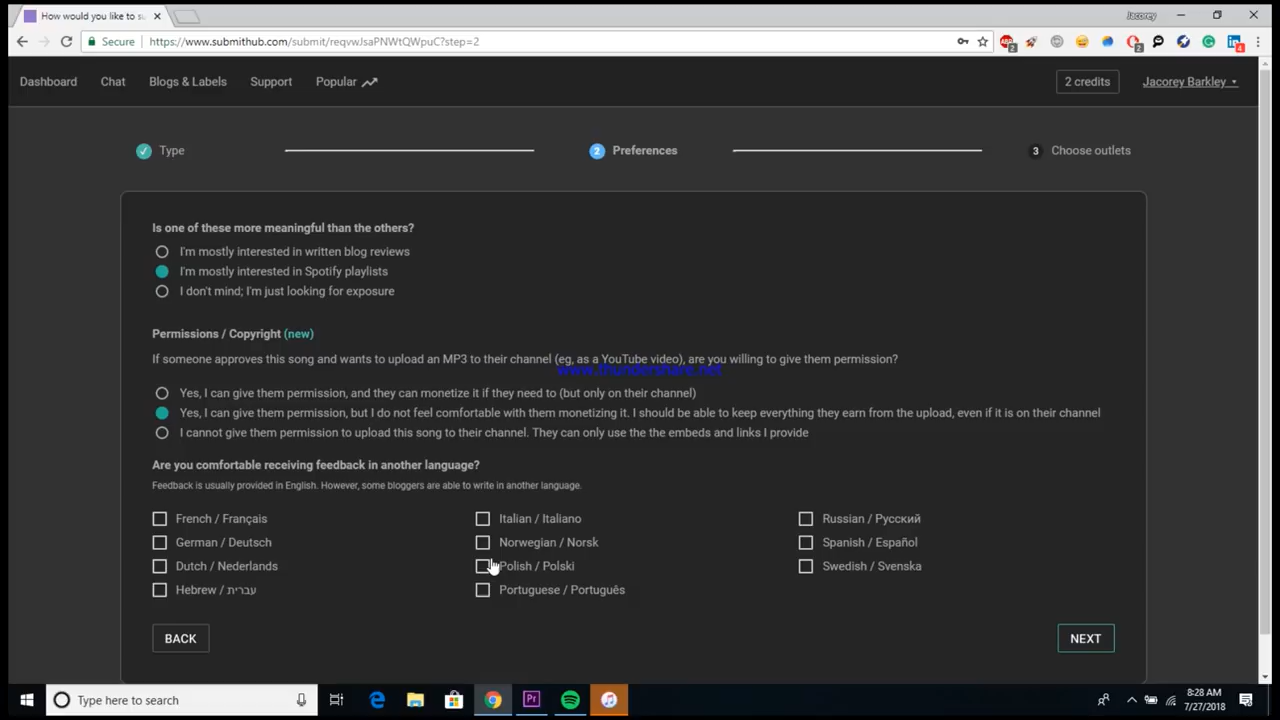 How would you like to su
Jacorey
Secure
https://www.submithub.com/submit/reqvwJsaPNWtQWpuC?step=2
2
2
4
Dashboard
Chat
Blogs & Labels
Support
Popular
2 credits
Jacorey Barkley
Type
2 Preferences
3 Choose outlets
Is one of these more meaningful than the others?
I'm mostly interested in written blog reviews
I'm mostly interested in Spotify playlists
I don't mind; I'm just looking for exposure
Permissions / Copyright (new)
If someone approves this song and wants to upload an MP3 to their channel (eg, as a YouTube video), are you willing to give them permission?
www.thundershare.net
Yes, I can give them permission, and they can monetize it if they need to (but only on their channel)
Yes, I can give them permission, but I do not feel comfortable with them monetizing it. I should be able to keep everything they earn from the upload, even if it is on their channel
I cannot give them permission to upload this song to their channel. They can only use the the embeds and links I provide
Are you comfortable receiving feedback in another language?
Feedback is usually provided in English. However, some bloggers are able to write in another language.
French / Français
Italian / Italiano
Russian / Русский
German / Deutsch
Norwegian / Norsk
Spanish / Español
Dutch / Nederlands
Polish / Polski
Swedish / Svenska
Hebrew / עברית
Portuguese / Português
BACK
NEXT
Type here to search
Pr
8:28 AM
7/27/2018